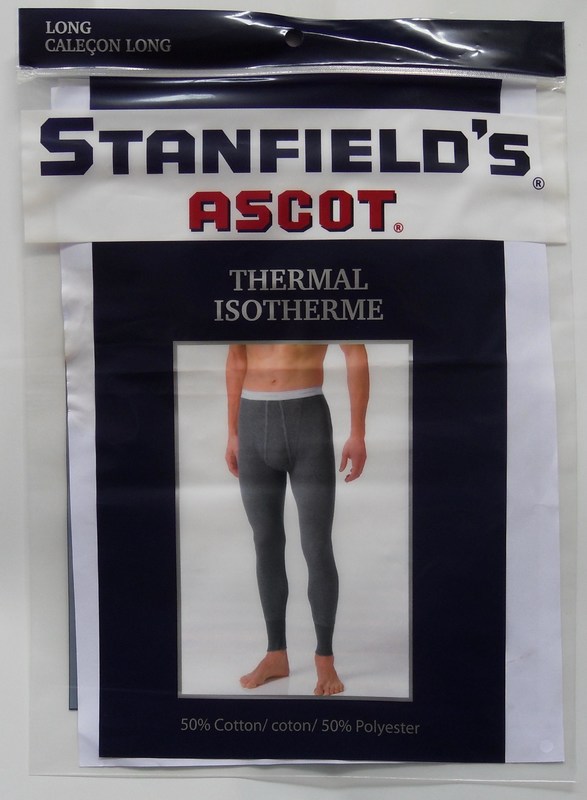 LONG
CALEÇON LONG
STANFIELD'S®
ASCOT®
THERMAL
ISOTHERME
50% Cotton/ coton/ 50% Polyester